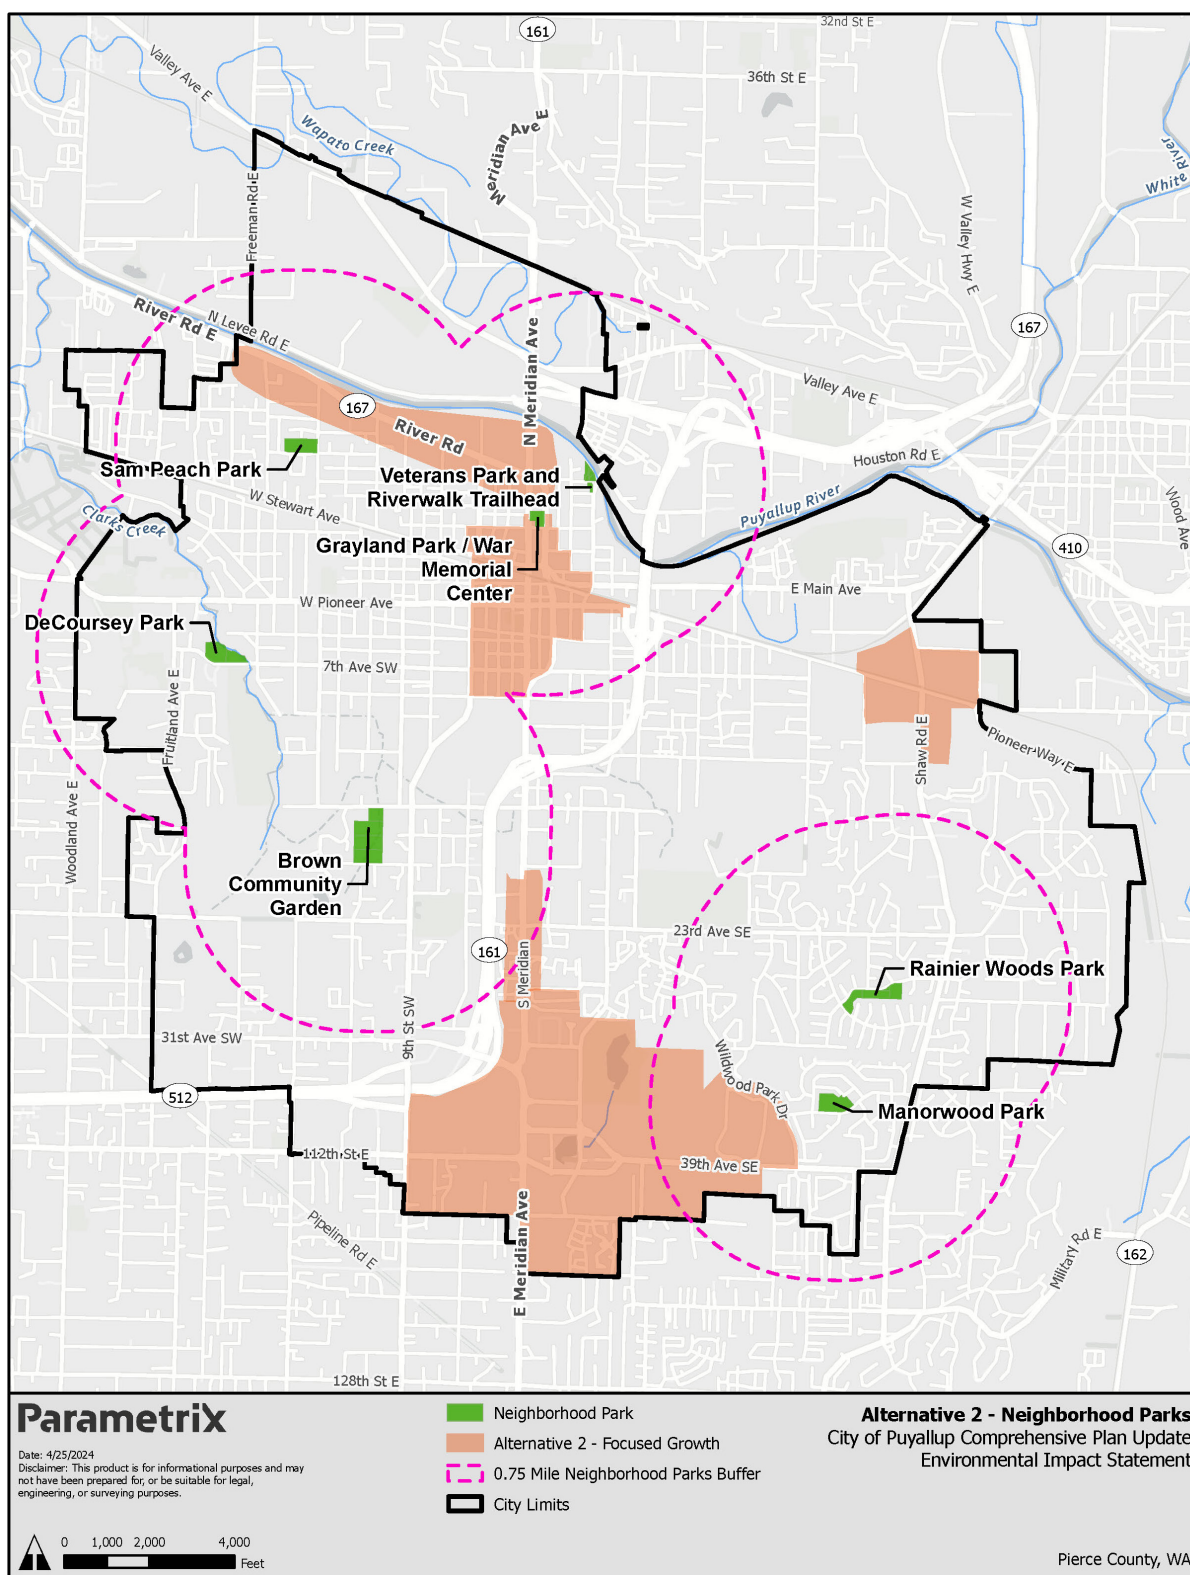 32nd St E
161
Valley Ave E
36th St E
Wapato Creek
Meridian Ave E
White River
Freeman Rd E
W Valley Hwy E
River Rd E
N Levee Rd E
167
N Meridian Ave
Valley Ave E
167
River Rd
Houston Rd E
Sam Peach Park
Veterans Park and
Riverwalk Trailhead
W Stewart Ave
Puyallup River
Wood Ave
Clarks Creek
Grayland Park / War
Memorial
Center
410
E Main Ave
W Pioneer Ave
DeCoursey Park
7th Ave SW
Fruitland Ave E
Shaw Rd E
Pioneer Way E
Woodland Ave E
Brown
Community
Garden
23rd Ave SE
161
S Meridian
Rainier Woods Park
9th St SW
31st Ave SW
Wildwood Park Dr
512
Manorwood Park
112th St E
39th Ave SE
E Meridian Ave
Pipeline Rd E
Military Rd E
162
128th St E
Parametrix
Date: 4/25/2024
Disclaimer: This product is for informational purposes and may
not have been prepared for, or be suitable for legal,
engineering, or surveying purposes.
0 1,000 2,000 4,000
Feet
Neighborhood Park
Alternative 2 - Focused Growth
0.75 Mile Neighborhood Parks Buffer
City Limits
Alternative 2 - Neighborhood Parks
City of Puyallup Comprehensive Plan Update
Environmental Impact Statement
Pierce County, WA